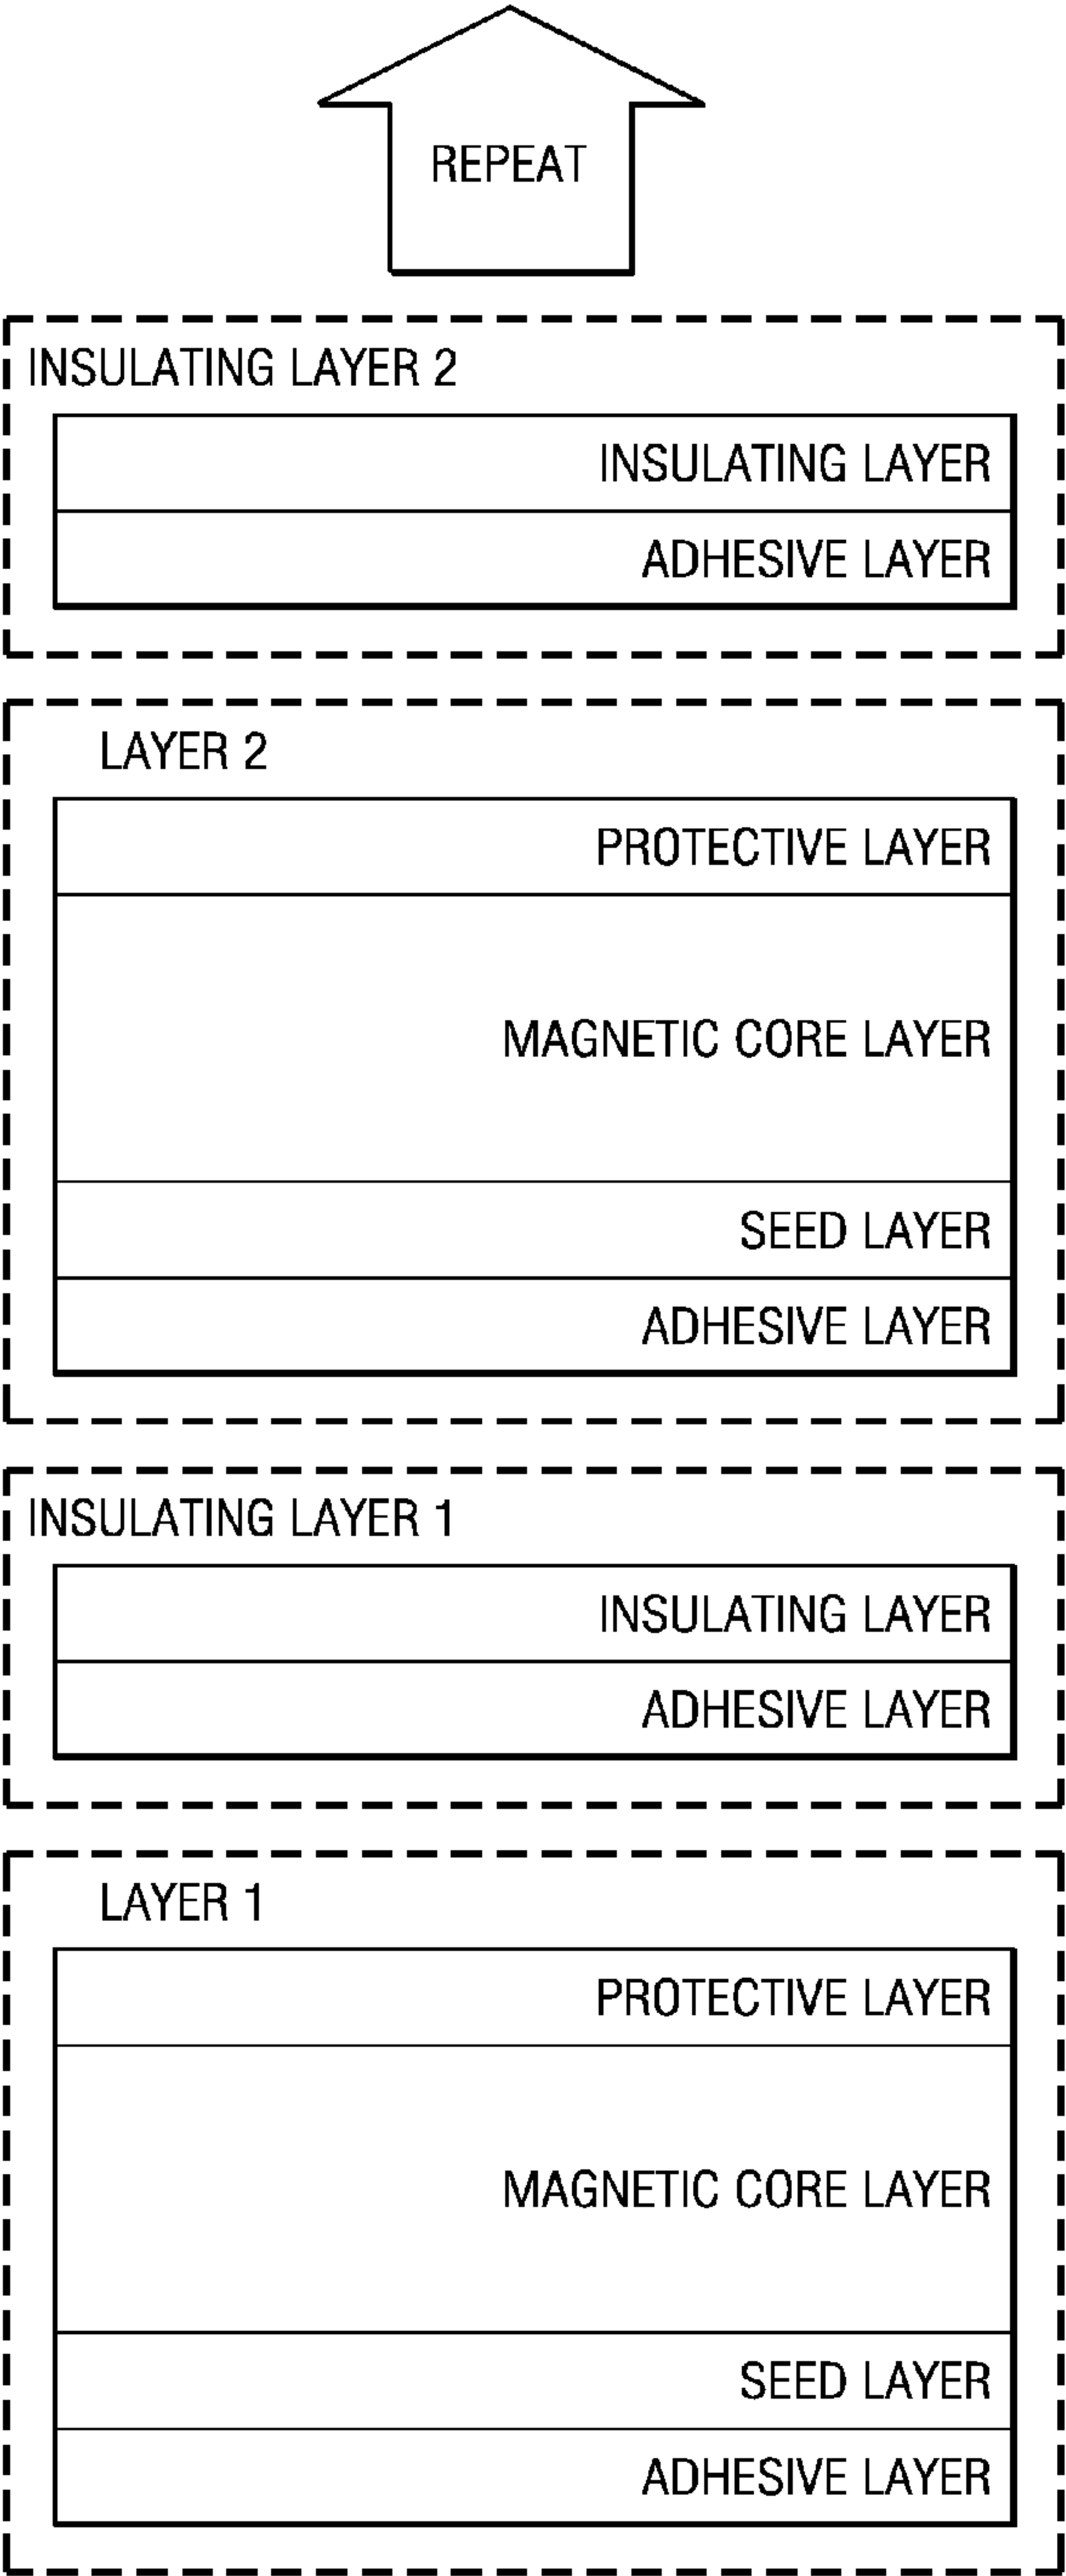 REPEAT
INSULATING LAYER 2
INSULATING LAYER
ADHESIVE LAYER
LAYER 2
PROTECTIVE LAYER
MAGNETIC CORE LAYER
SEED LAYER
ADHESIVE LAYER
INSULATING LAYER 1
INSULATING LAYER
ADHESIVE LAYER
LAYER 1
PROTECTIVE LAYER
MAGNETIC CORE LAYER
SEED LAYER
ADHESIVE LAYER